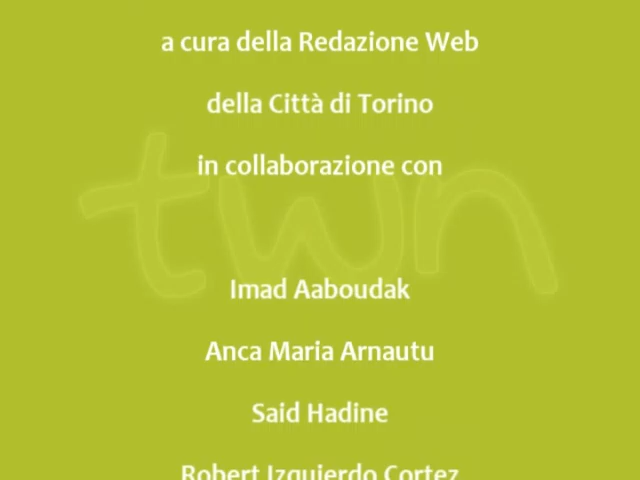 a cura della Redazione Web
della Città di Torino
in collaborazione con
twn
Imad Aaboudak
Anca Maria Arnautu
Said Hadine
Robert Izquierdo Cortez